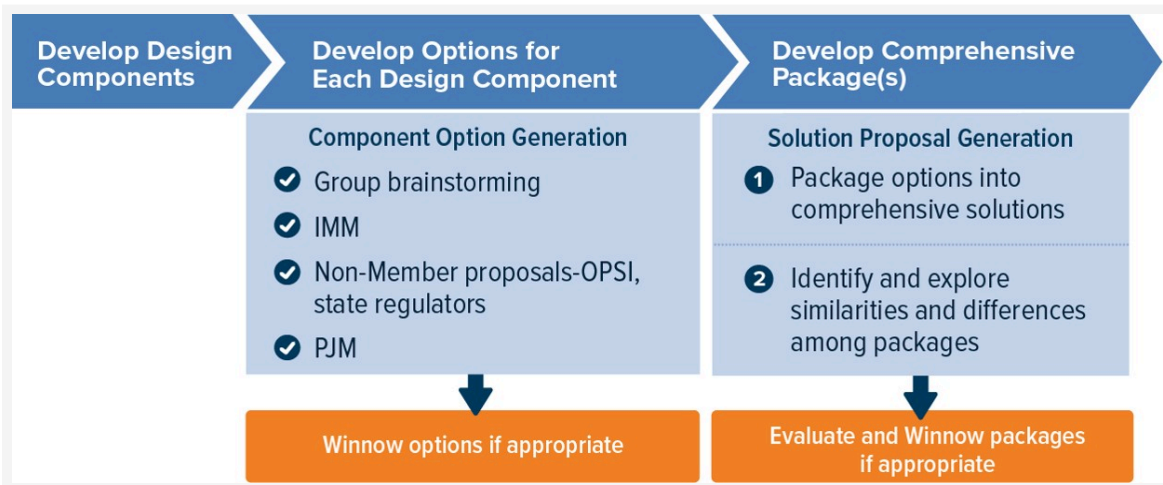 Develop Design
Components
Develop Options for
Each Design Component
Develop Comprehensive
Package(s)
Component Option Generation
Group brainstorming
IMM
Non-Member proposals-OPSI,
state regulators
PJM
Winnow options if appropriate
Solution Proposal Generation
1 Package options into
comprehensive solutions
2 Identify and explore
similarities and differences
among packages
Evaluate and Winnow packages
if appropriate